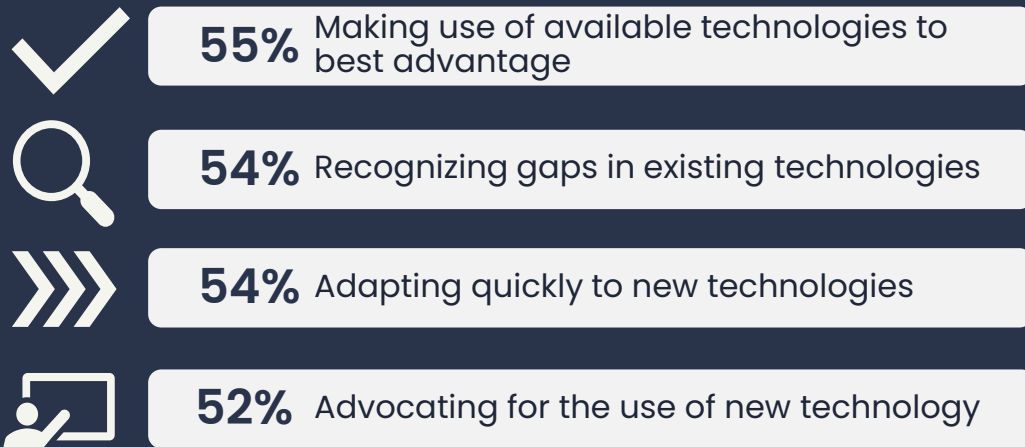 55% Making use of available technologies to
best advantage
54% Recognizing gaps in existing technologies
54% Adapting quickly to new technologies
52% Advocating for the use of new technology